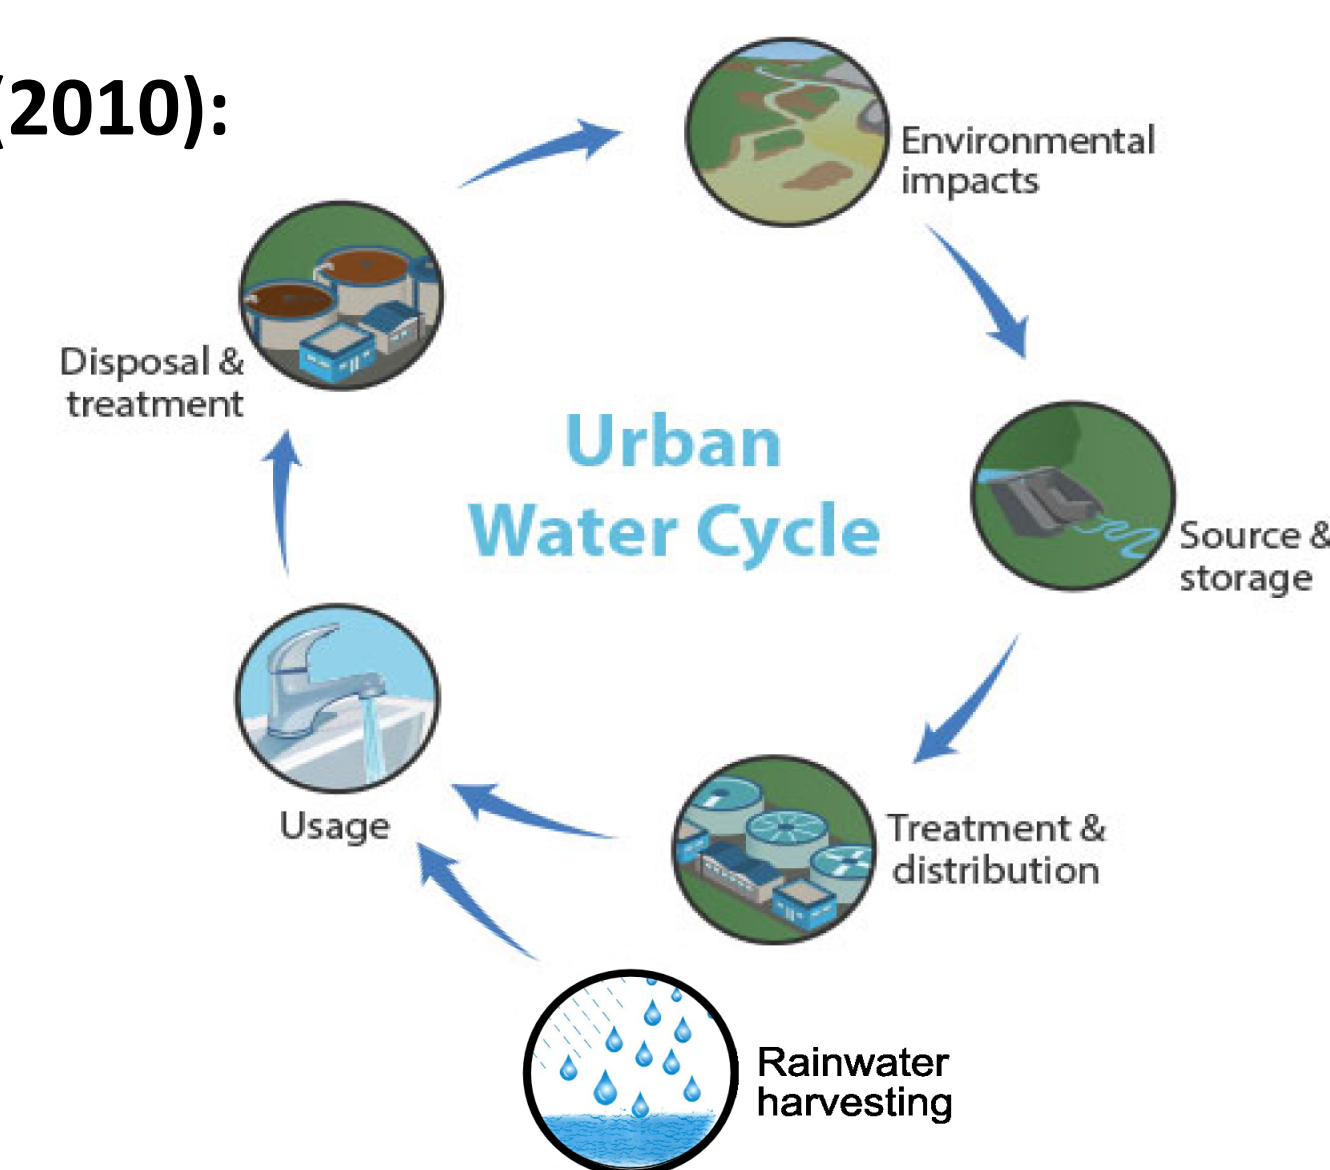 (2010):
Environmental
impacts
Disposal &
treatment
Urban
Water Cycle
Source &
storage
Usage
Treatment &
distribution
Rainwater
harvesting